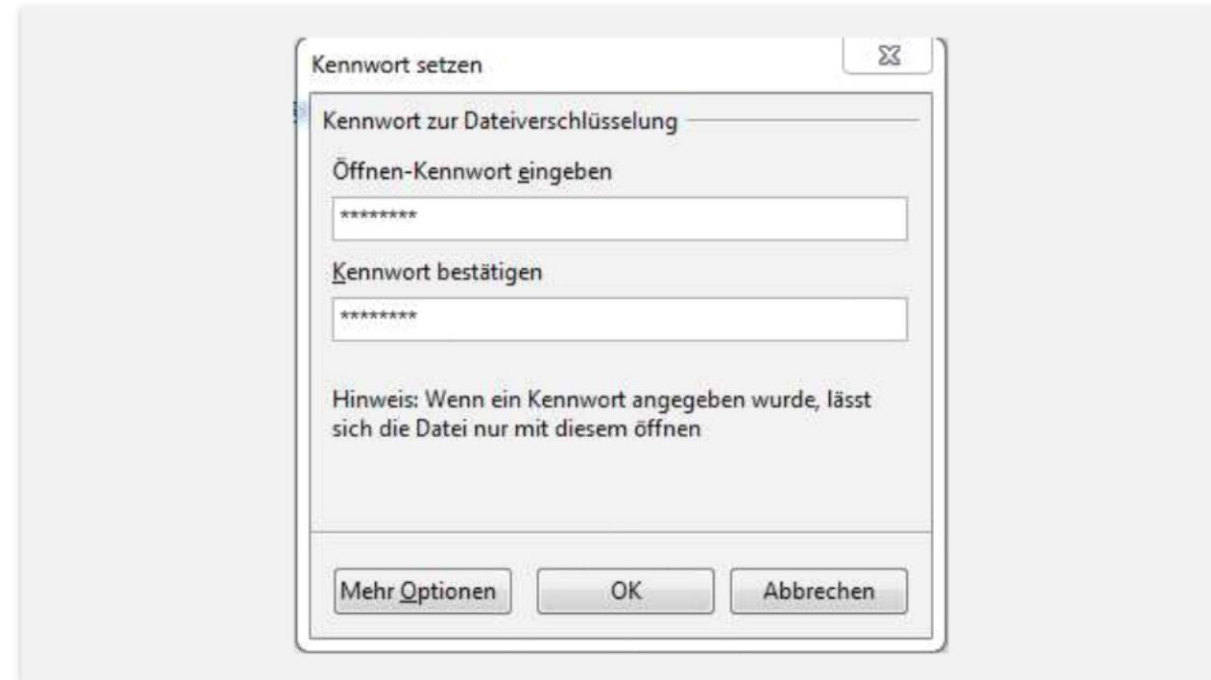 Kennwort setzen
Kennwort zur Dateiverschlüsselung
Öffnen-Kennwort eingeben
********
Kennwort bestätigen
********
Hinweis: Wenn ein Kennwort angegeben wurde, lässt
sich die Datei nur mit diesem öffnen
Mehr Optionen OK Abbrechen